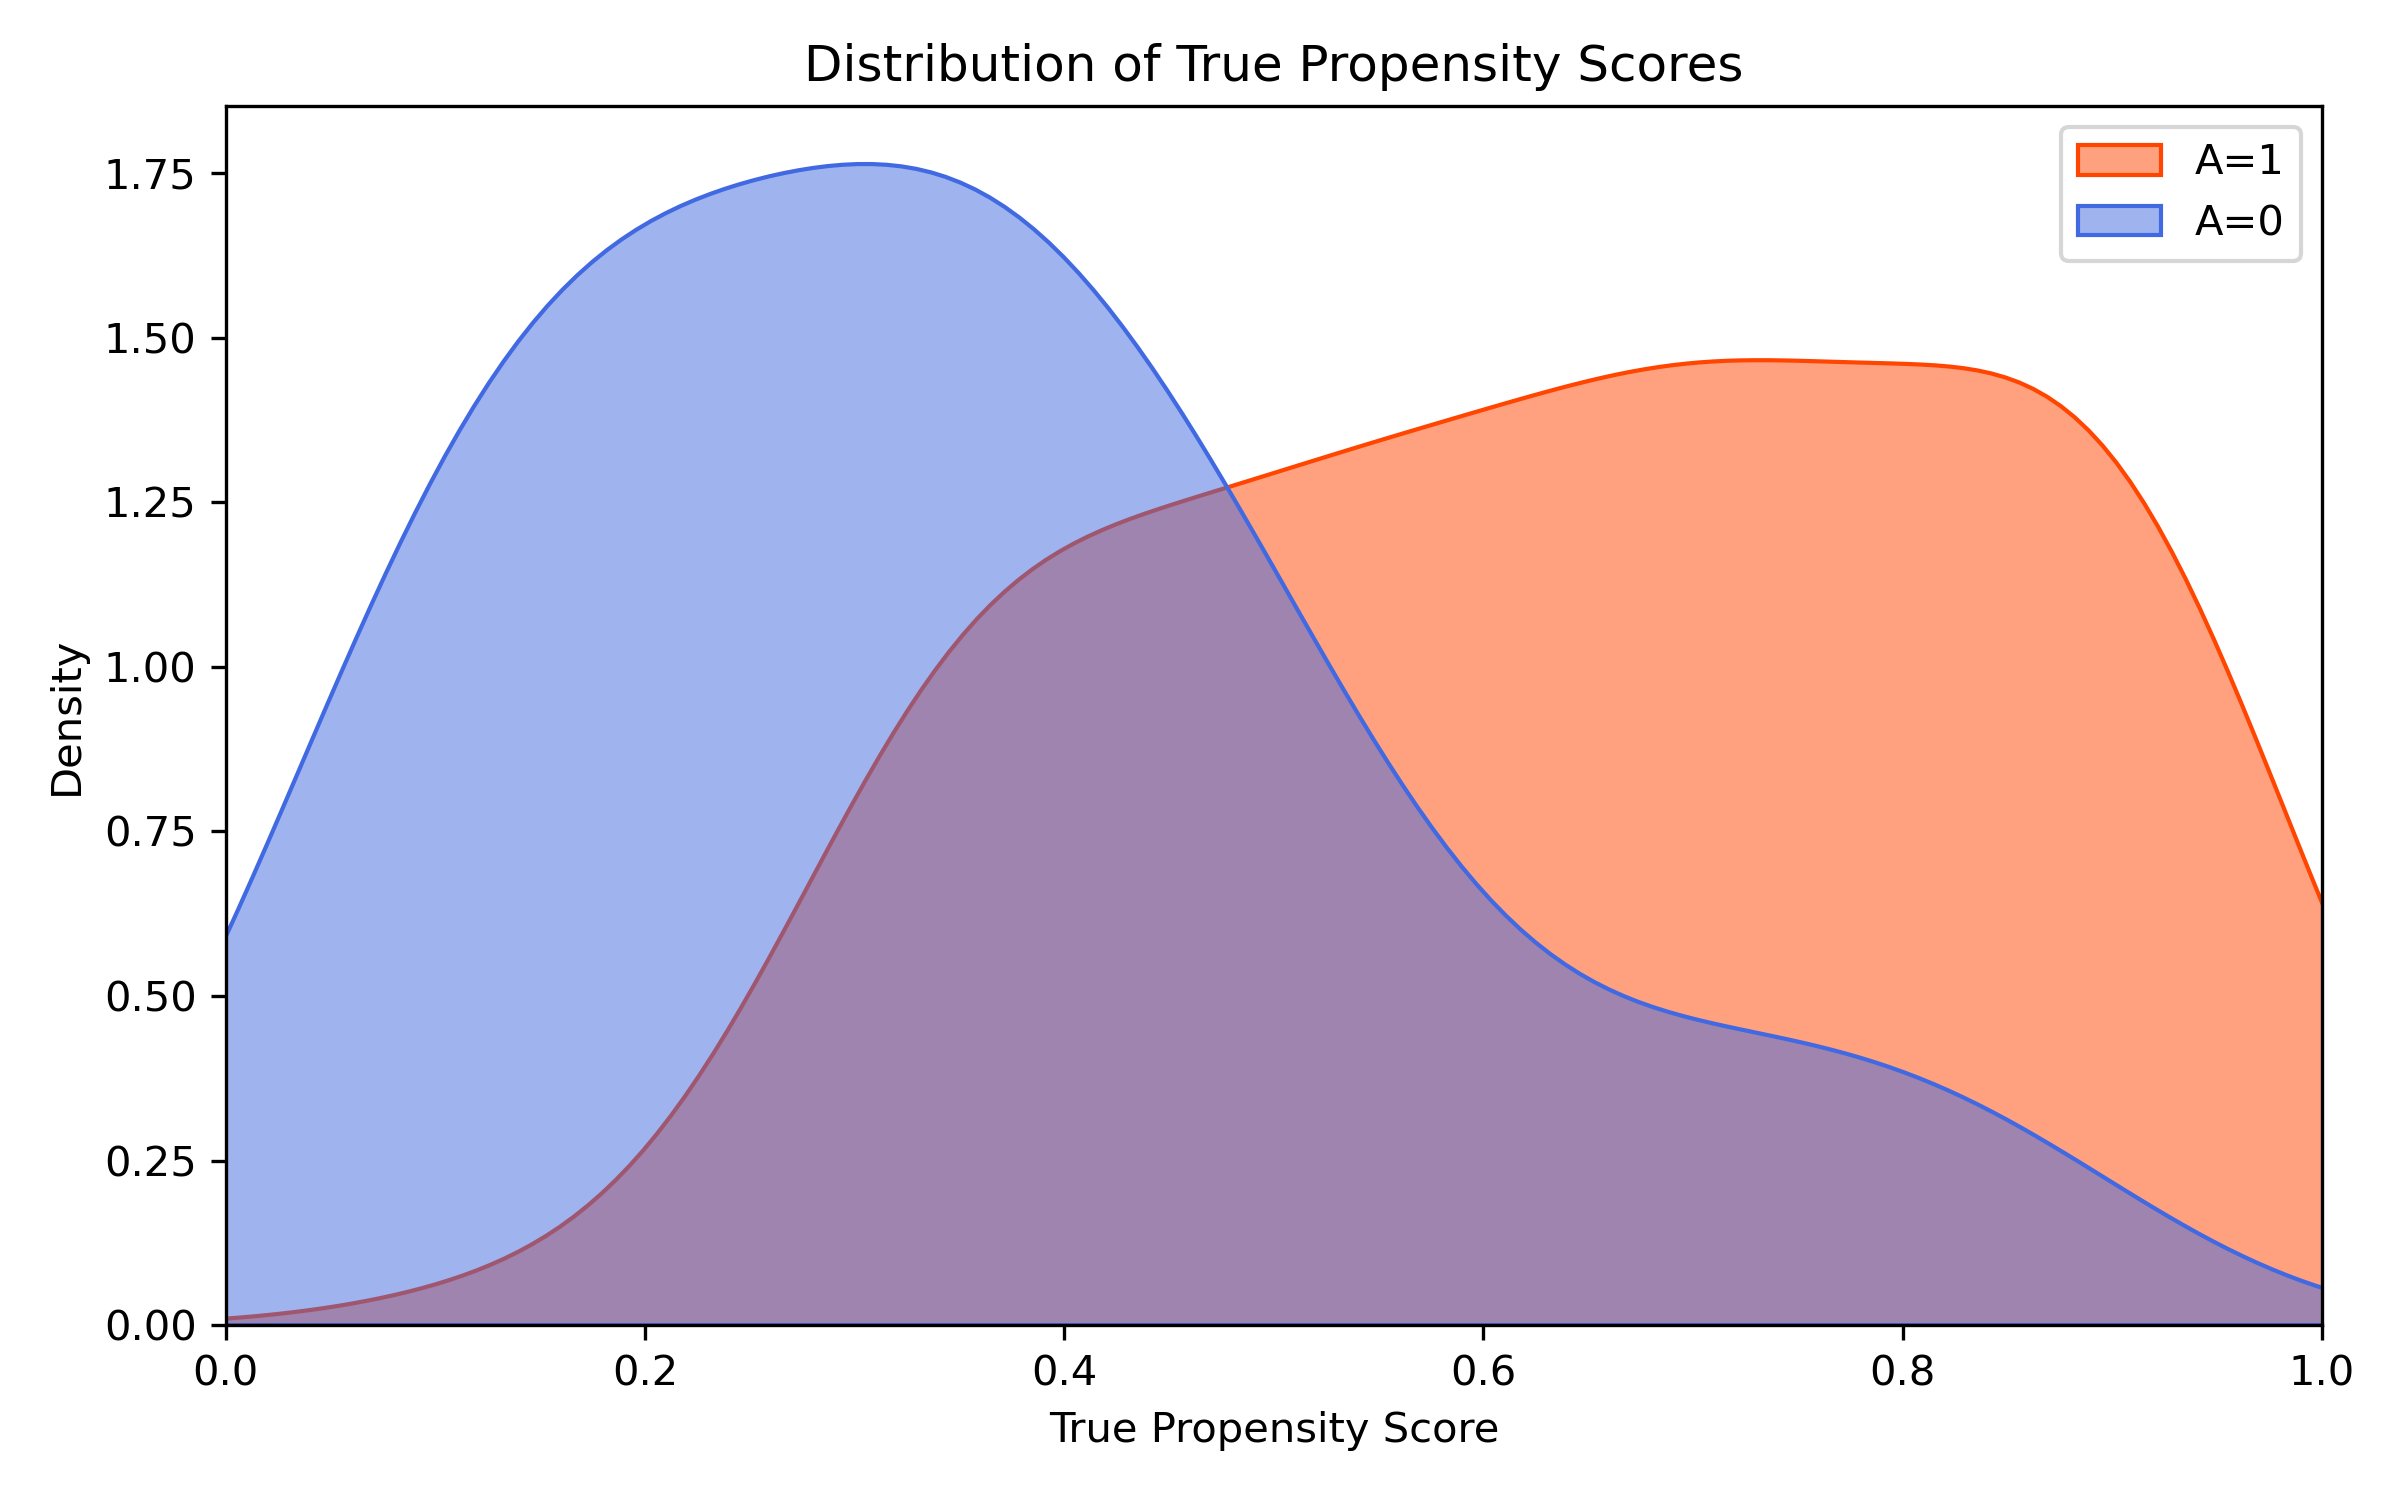 Distribution of True Propensity Scores
A=1
A=0
Density
1.75
1.50
1.25
1.00
0.75
0.50
0.25
0.00
0.0 0.2 0.4 0.6 0.8 1.0
True Propensity Score